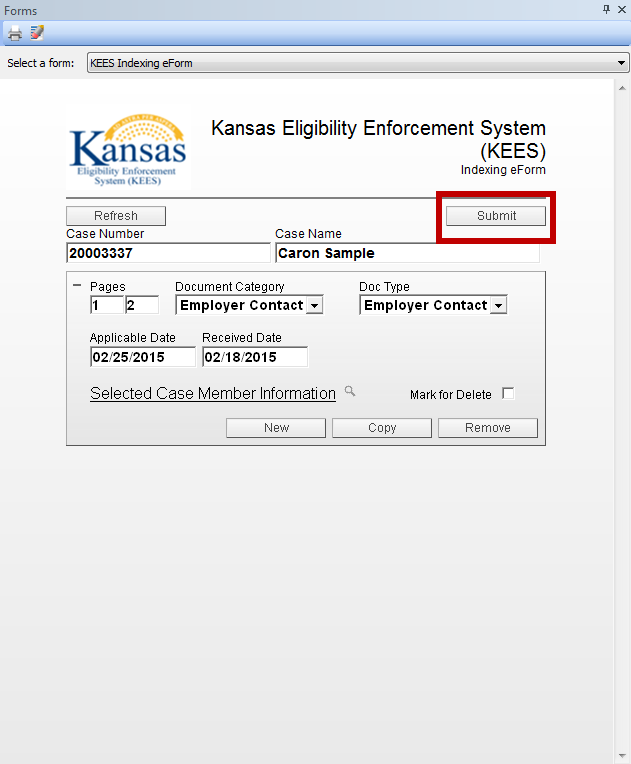 Forms
Select a form: KEES Indexing eForm
Kansas
Eligibility Enforcement
System (KEES)
Kansas Eligibility Enforcement System
(KEES)
Indexing eForm
Refresh Submit
Case Number Case Name
20003337 Caron Sample
Pages Document Category Doc Type
1 2 Employer Contact Employer Contact
Applicable Date Received Date
02/25/2015 02/18/2015
Selected Case Member Information Mark for Delete
New Copy Remove